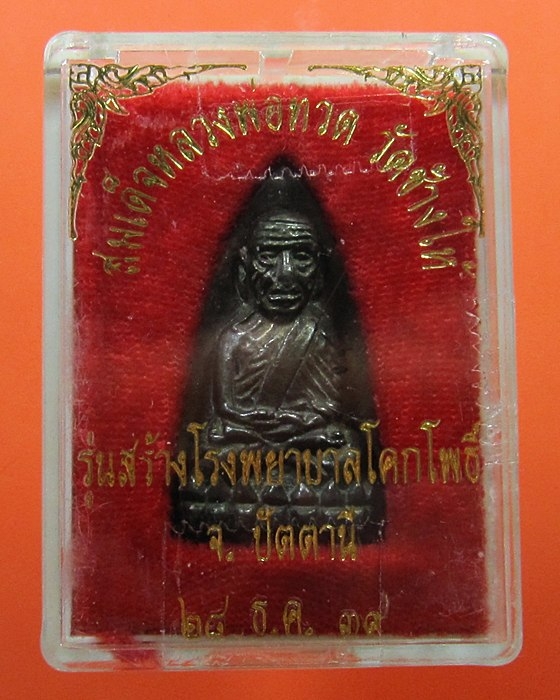 สมเด็จหลวงพ่อทวด วัดช้างให้
รุ่นสร้างโรงพยาบาลโคกโพธิ์
จ. ปัตตานี
๒๘ ธ.ค. ๓๙